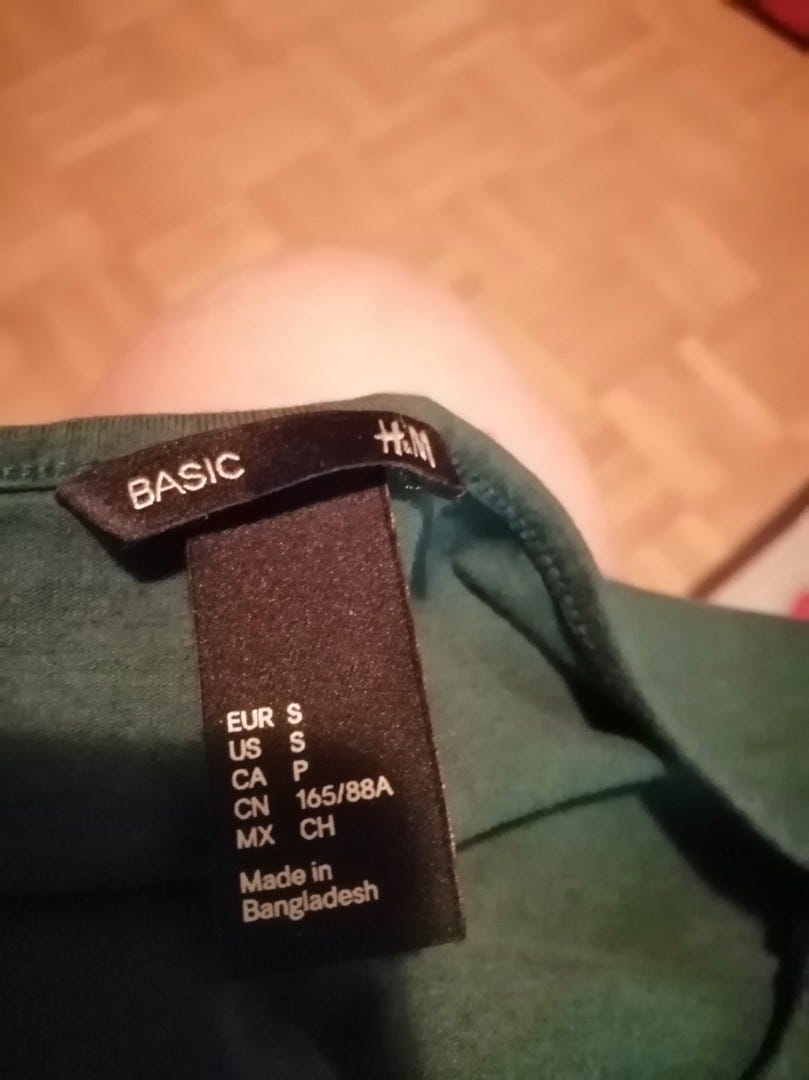 BASIC H&M
EUR S
US S
CA P
CN 165/88A
MX CH
Made in
Bangladesh